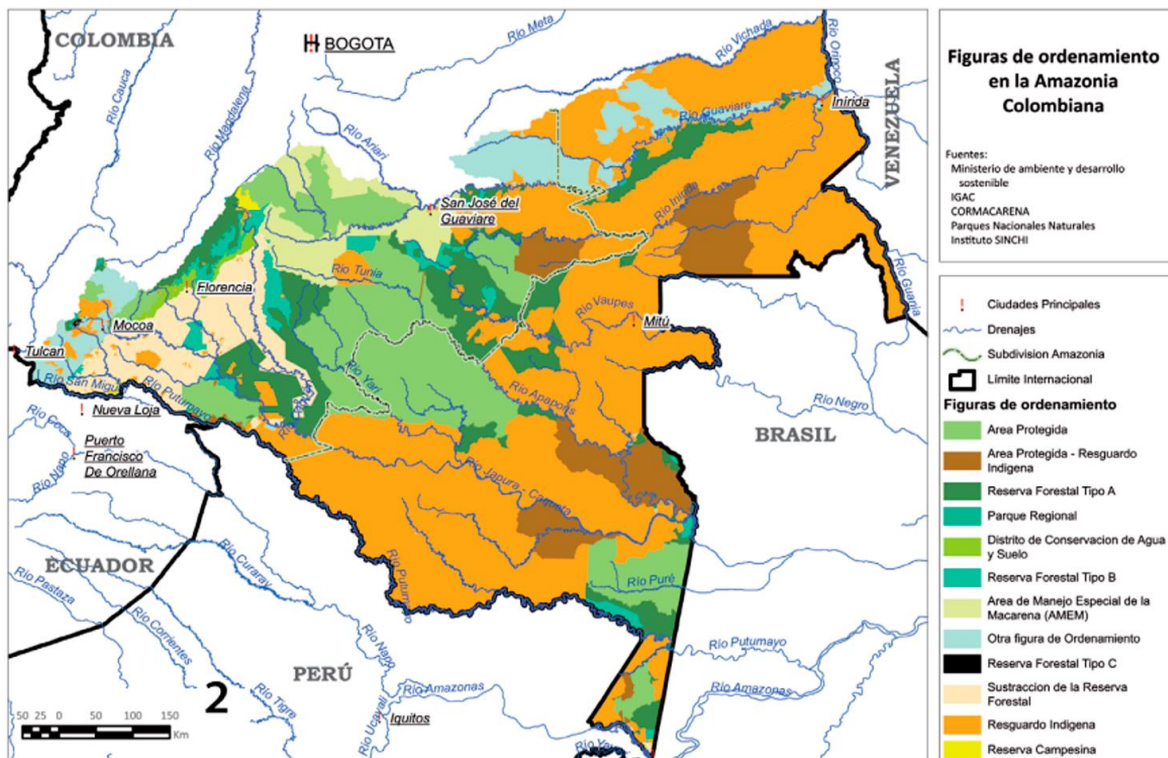 COLOMBIA
BOGOTA
Río Meta
Río Vichada
Río Orinoco
VENEZUELA
Río Cauca
Río Mandalena
Río Ariari
Río Guaviare
Inírida
San José del
Guaviare
Río Inirida
Río Guanía
Río Tunia
Florencia
Mocoa
Tulcan
Río Vaupes
Mitú
Río San Migu
Río Putumayo
Río Yarí
Río Apaporis
Río Negro
Nueva Loja
Río Coca
Río Napo
Puerto
Francisco
De Orellana
BRASIL
Río Japura - Caqueta
ECUADOR
Río Curaray
Río Putumayo
Río Puré
Río Pastaza
Río Corrientes
Río Napo
Río Putumayo
PERÚ
Río Tigre
Río Amazonas
Río Amazonas
Río Ucayali
Iquitos
2
50 25 0 50 100 150
Km
Figuras de ordenamiento
en la Amazonia
Colombiana
Fuentes:
Ministerio de ambiente y desarrollo
sostenible
IGAC
CORMACARENA
Parques Nacionales Naturales
Instituto SINCHI
Ciudades Principales
Drenajes
Subdivision Amazonia
Límite Internacional
Figuras de ordenamiento
Area Protegida
Area Protegida - Resguardo
Indigena
Reserva Forestal Tipo A
Parque Regional
Distrito de Conservacion de Agua
y Suelo
Reserva Forestal Tipo B
Area de Manejo Especial de la
Macarena (AMEM)
Otra figura de Ordenamiento
Reserva Forestal Tipo C
Sustraccion de la Reserva
Forestal
Resguardo Indigena
Reserva Campesina